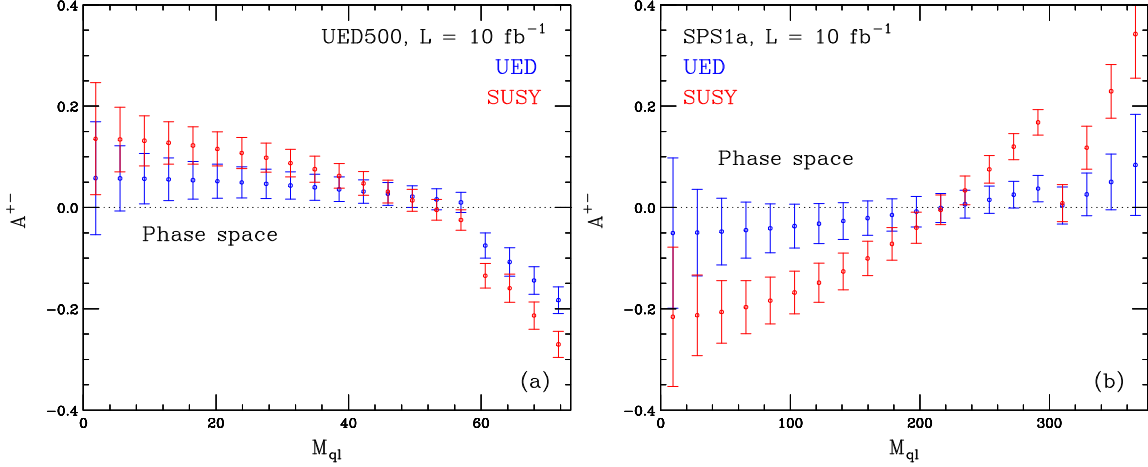 0.4
0.2
0.0
−0.2
−0.4
A⁺⁻
UED500, L = 10 fb⁻¹
UED
SUSY
Phase space
(a)
0 20 40 60
M_ql
0.4
0.2
0.0
−0.2
−0.4
A⁺⁻
SPS1a, L = 10 fb⁻¹
UED
SUSY
Phase space
(b)
0 100 200 300
M_ql